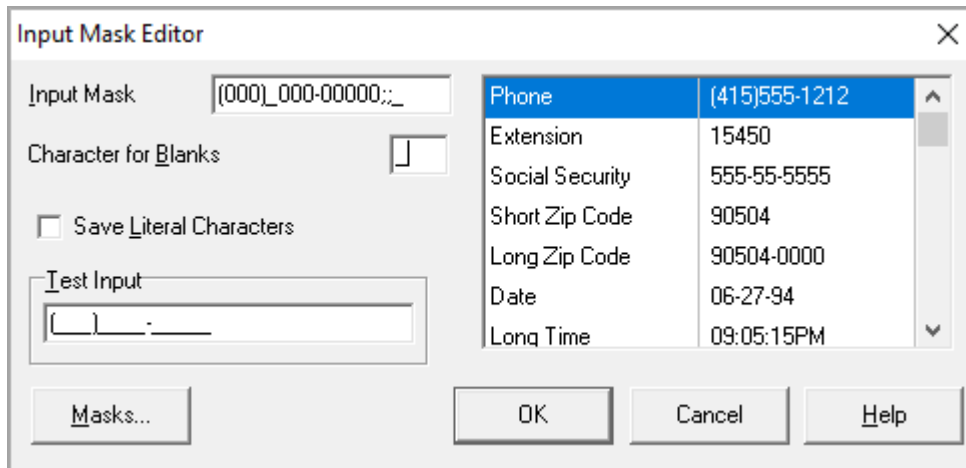 Input Mask Editor
Input Mask (000)_000-00000;;_
Character for Blanks _
Save Literal Characters
Test Input
(___)____-_____
Masks...
Phone (415)555-1212
Extension 15450
Social Security 555-55-5555
Short Zip Code 90504
Long Zip Code 90504-0000
Date 06-27-94
Long Time 09:05:15PM
OK Cancel Help